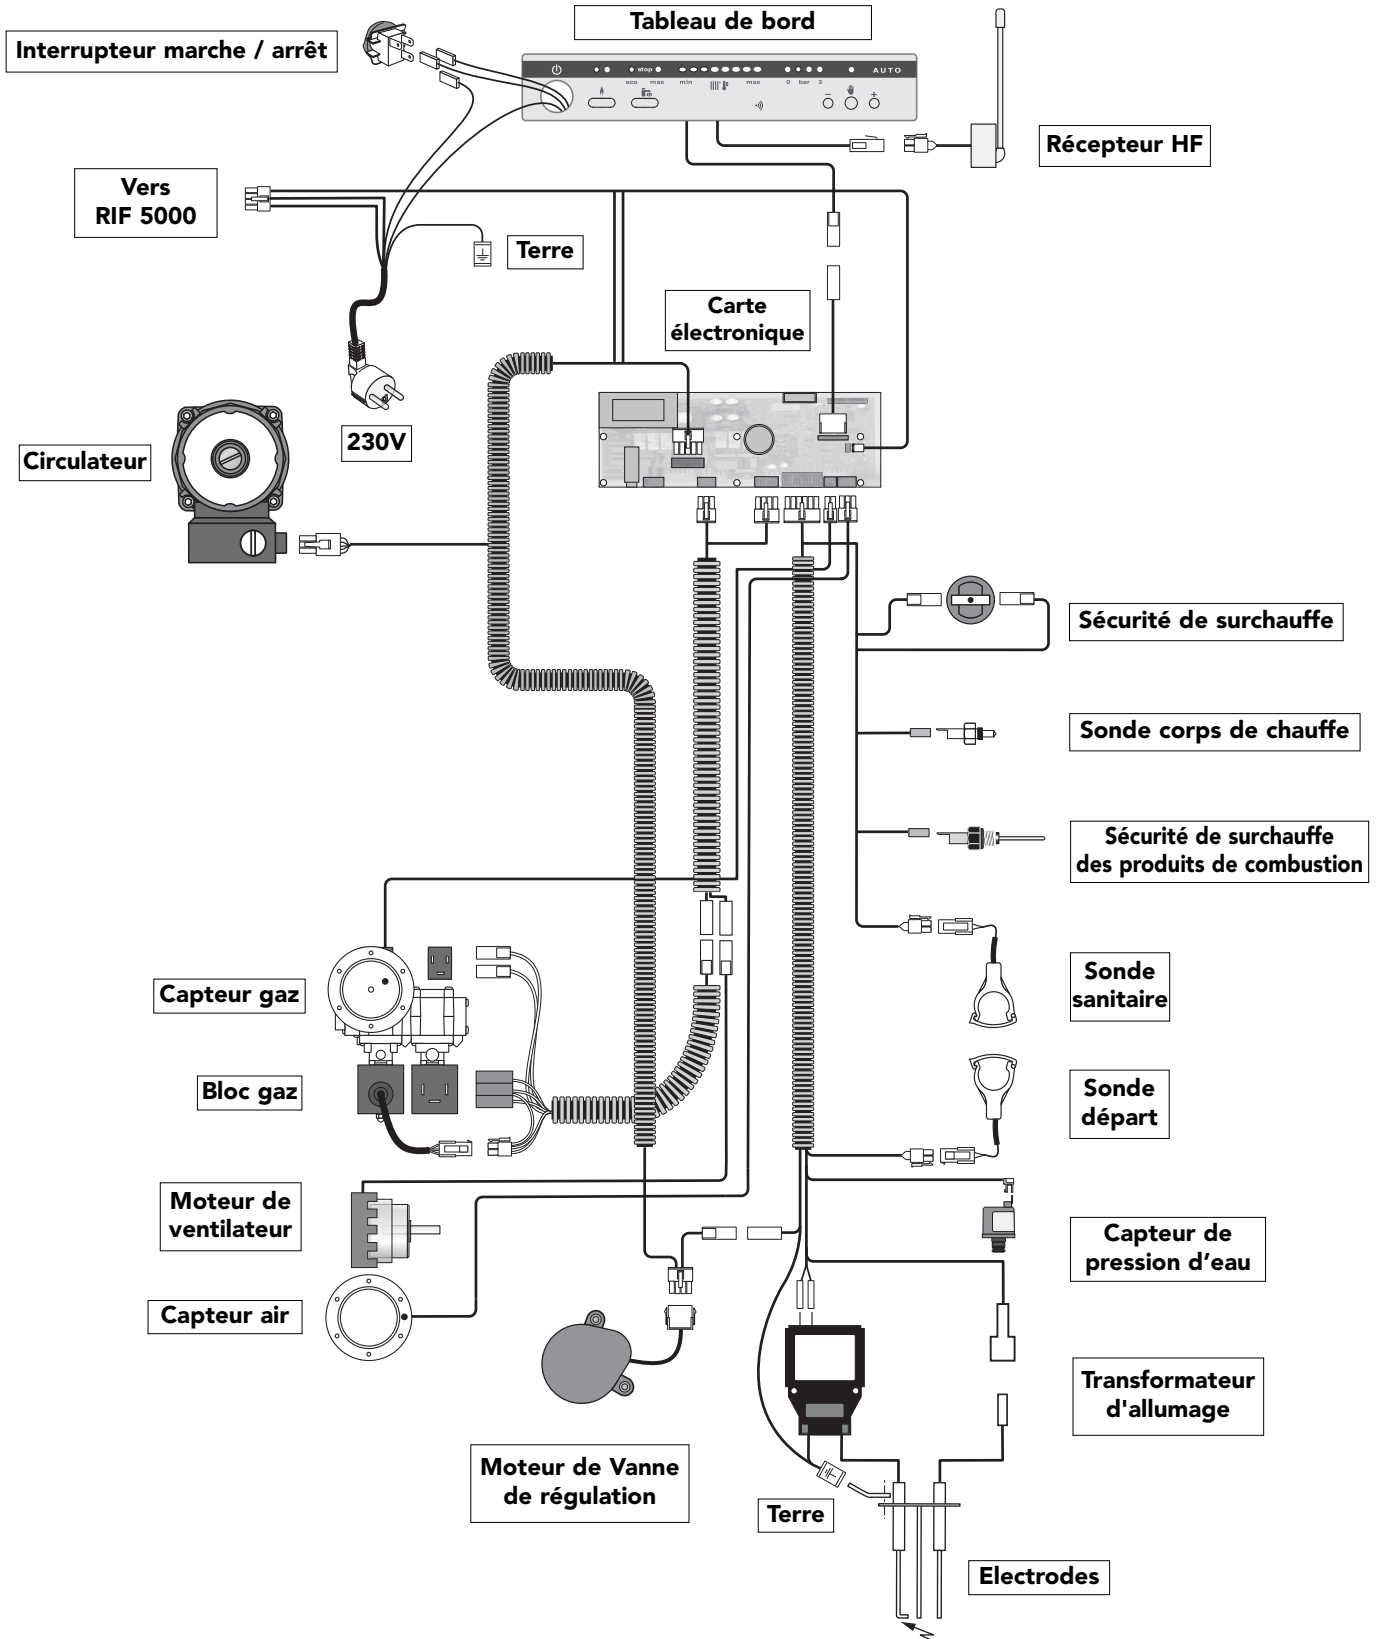 Tableau de bord
Interrupteur marche / arrêt
stop
AUTO
eco
max
min
max
0
bar
3
−
+
Récepteur HF
Vers
RIF 5000
Terre
Carte
électronique
230V
Circulateur
Sécurité de surchauffe
Sonde corps de chauffe
Sécurité de surchauffe
des produits de combustion
Capteur gaz
Sonde
sanitaire
Bloc gaz
Sonde
départ
Moteur de
ventilateur
Capteur de
pression d’eau
Capteur air
Transformateur
d'allumage
Moteur de Vanne
de régulation
Terre
Electrodes